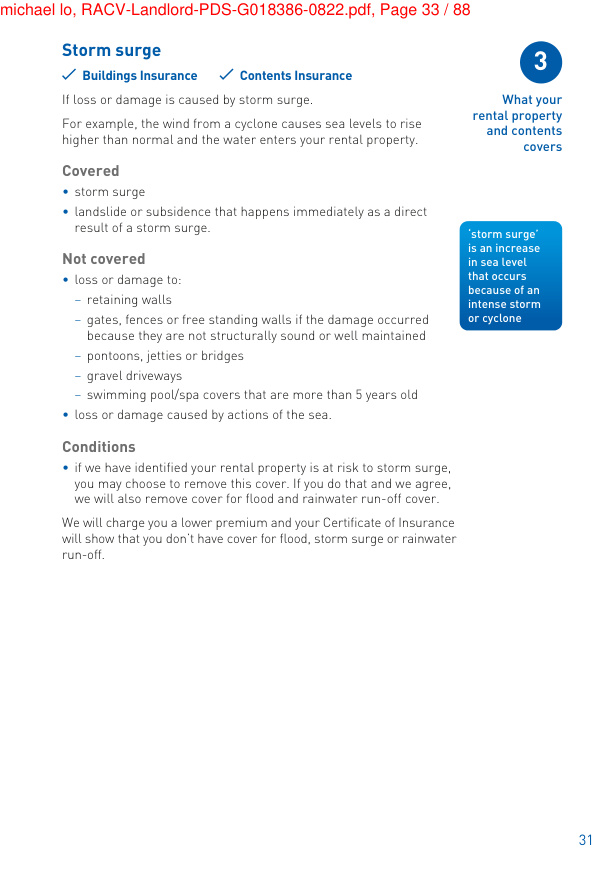 michael lo, RACV-Landlord-PDS-G018386-0822.pdf, Page 33 / 88
Storm surge
✓ Buildings Insurance ✓ Contents Insurance
If loss or damage is caused by storm surge.
For example, the wind from a cyclone causes sea levels to rise
higher than normal and the water enters your rental property.
Covered
• storm surge
• landslide or subsidence that happens immediately as a direct
result of a storm surge.
Not covered
• loss or damage to:
– retaining walls
– gates, fences or free standing walls if the damage occurred
because they are not structurally sound or well maintained
– pontoons, jetties or bridges
– gravel driveways
– swimming pool/spa covers that are more than 5 years old
• loss or damage caused by actions of the sea.
Conditions
• if we have identified your rental property is at risk to storm surge,
you may choose to remove this cover. If you do that and we agree,
we will also remove cover for flood and rainwater run-off cover.
We will charge you a lower premium and your Certificate of Insurance
will show that you don't have cover for flood, storm surge or rainwater
run-off.
3
What your
rental property
and contents
covers
'storm surge'
is an increase
in sea level
that occurs
because of an
intense storm
or cyclone
31